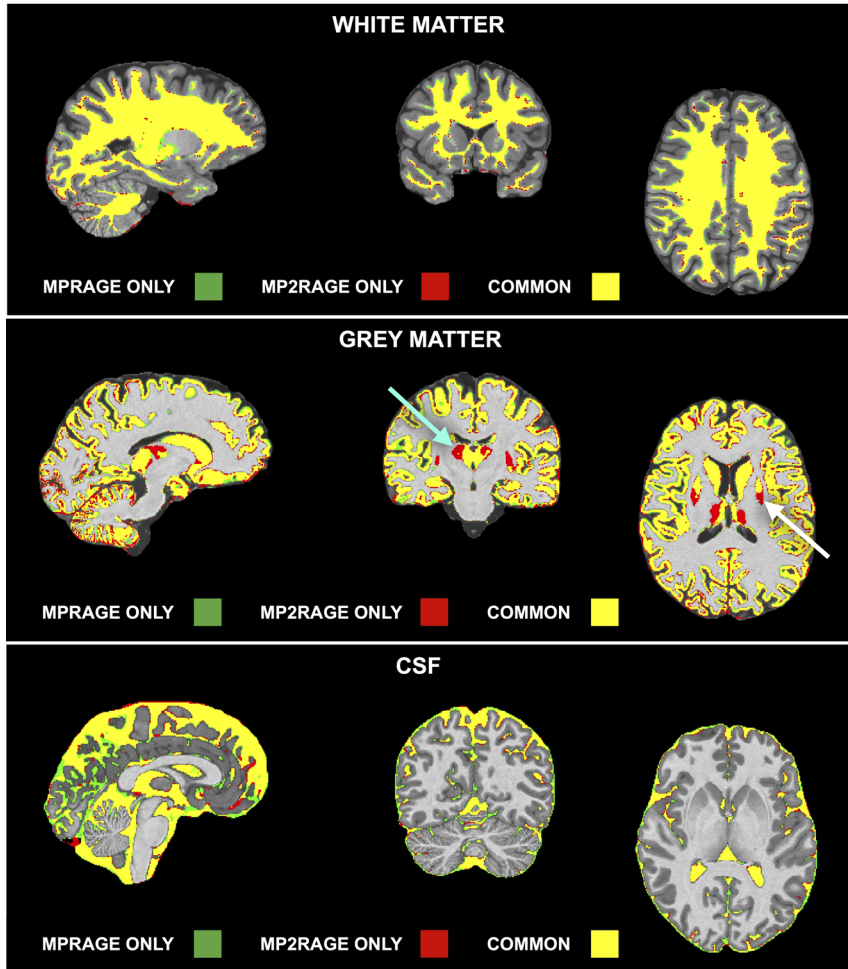 WHITE MATTER
MPRAGE ONLY MP2RAGE ONLY COMMON
GREY MATTER
MPRAGE ONLY MP2RAGE ONLY COMMON
CSF
MPRAGE ONLY MP2RAGE ONLY COMMON